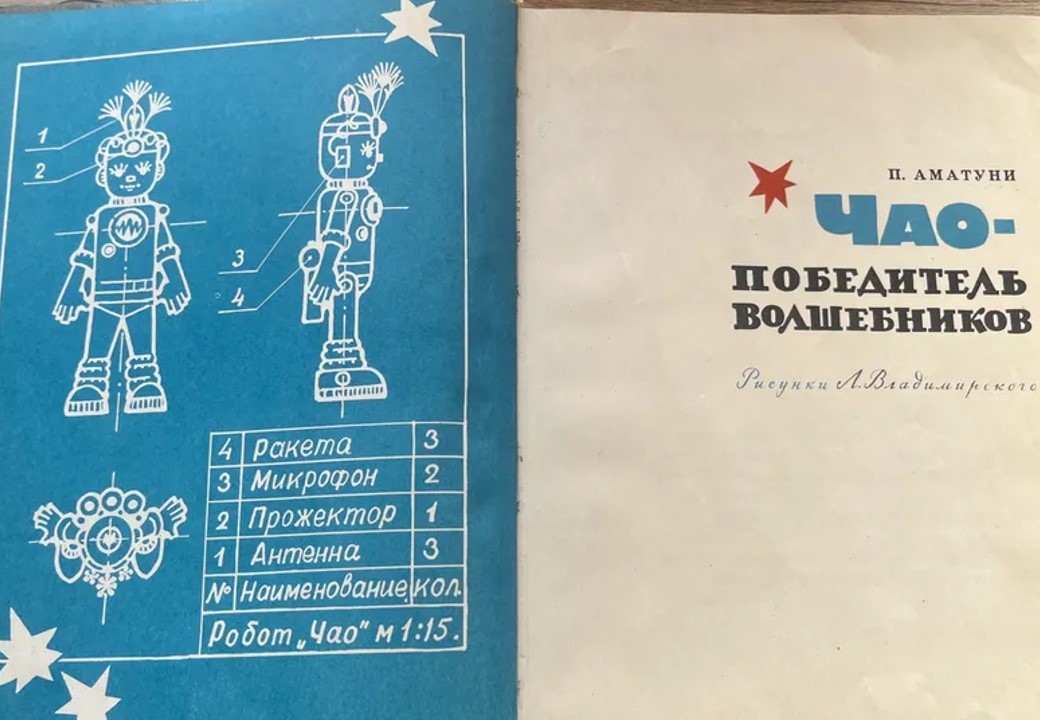 1
2
3
4
4 Ракета 3
3 Микрофон 2
2 Прожектор 1
1 Антенна 3
№ Наименование кол.
Робот „Чао" м 1:15.
П. АМАТУНИ
ЧАО-
ПОБЕДИТЕЛЬ
ВОЛШЕБНИКОВ
Рисунки Л. Владимирского